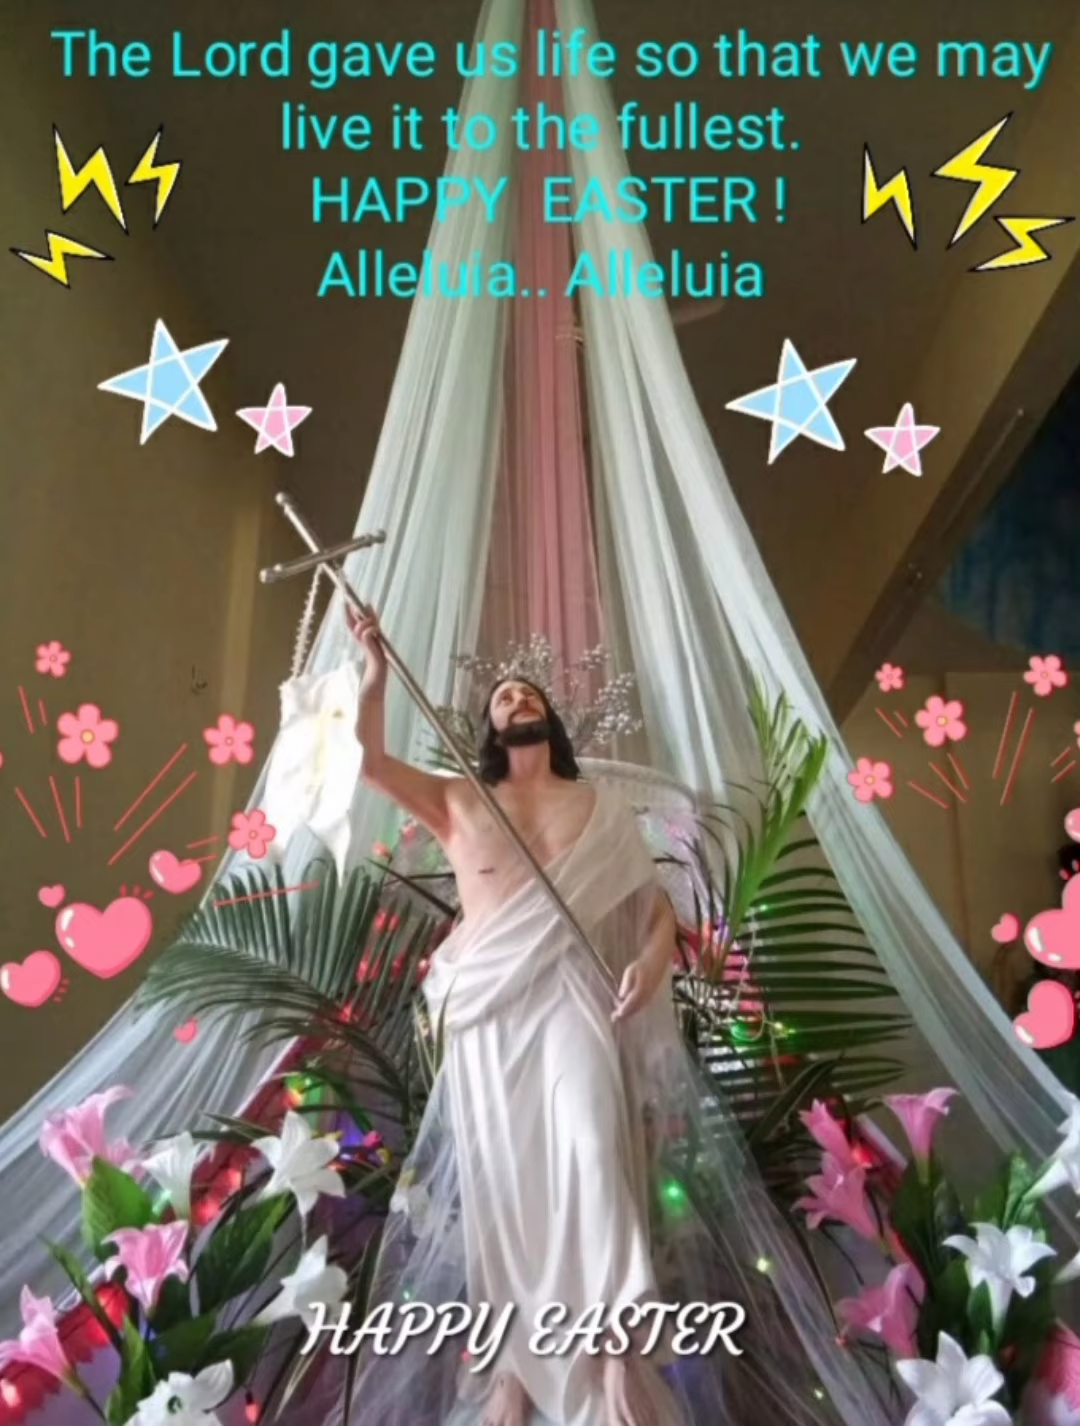 The Lord gave us life so that we may
live it to the fullest.
HAPPY EASTER !
Alleluia.. Alleluia
HAPPY EASTER